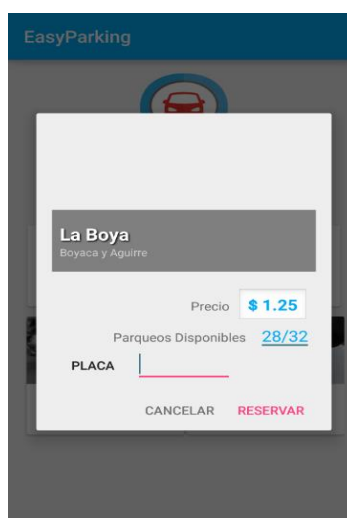 EasyParking
La Boya
Boyaca y Aguirre
Precio $ 1.25
Parqueos Disponibles 28/32
PLACA
CANCELAR RESERVAR